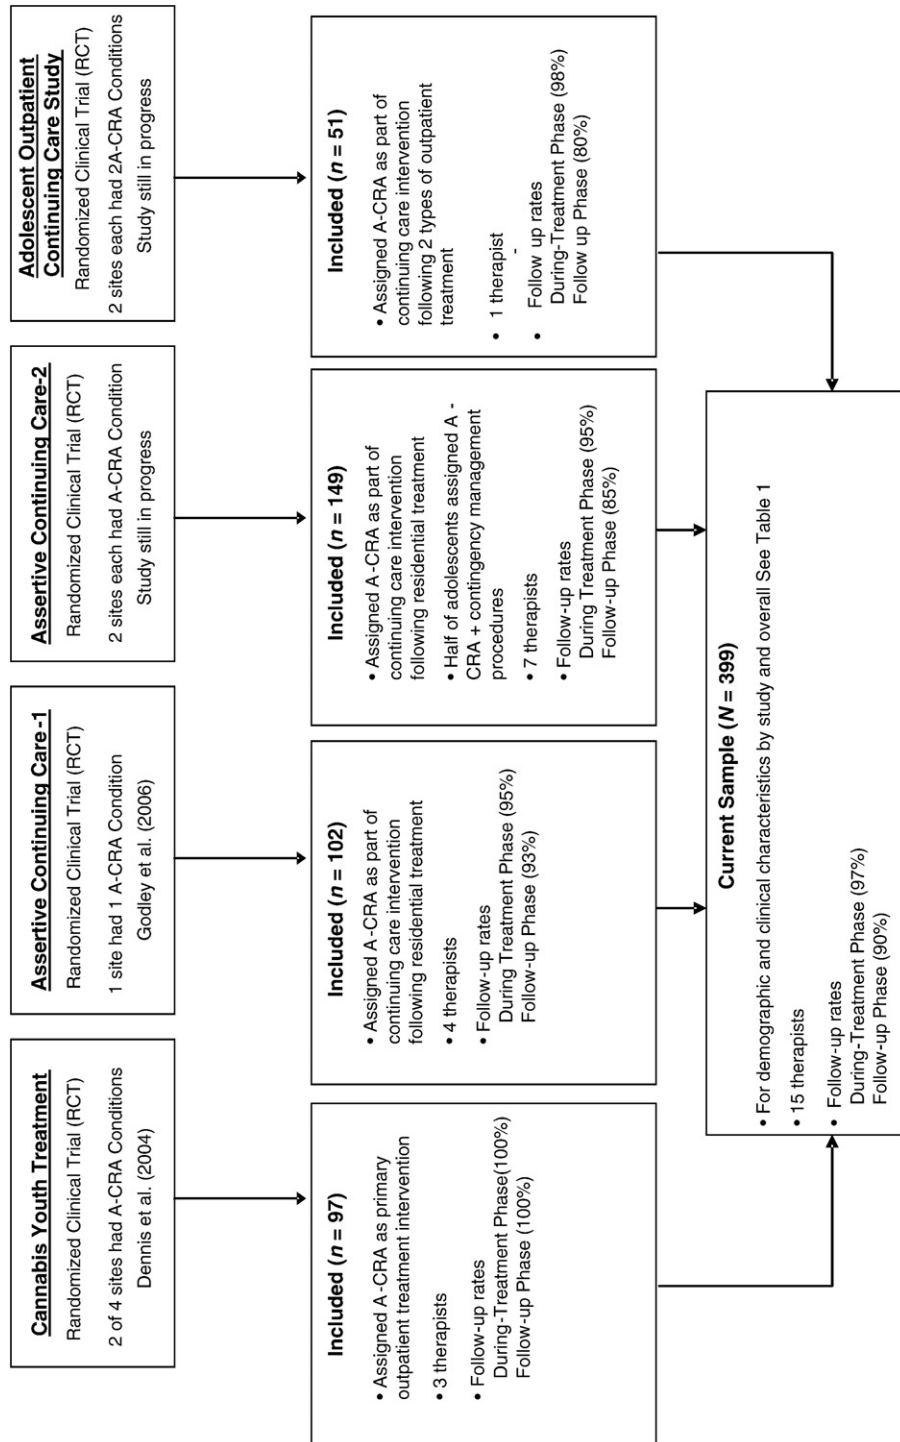 Cannabis Youth Treatment
Randomized Clinical Trial (RCT)
2 of 4 sites had A-CRA Conditions
Dennis et al. (2004)
Assertive Continuing Care-1
Randomized Clinical Trial (RCT)
1 site had 1 A-CRA Condition
Godley et al. (2006)
Assertive Continuing Care-2
Randomized Clinical Trial (RCT)
2 sites each had A-CRA Condition
Study still in progress
Adolescent Outpatient
Continuing Care Study
Randomized Clinical Trial (RCT)
2 sites each had 2A-CRA Conditions
Study still in progress
Included (n = 97)
• Assigned A-CRA as primary
outpatient treatment intervention
• 3 therapists
• Follow-up rates
During-Treatment Phase(100%)
Follow-up Phase (100%)
Included (n = 102)
• Assigned A-CRA as part of
continuing care intervention
following residential treatment
• 4 therapists
• Follow-up rates
During Treatment Phase (95%)
Follow-up Phase (93%)
Included (n = 149)
• Assigned A-CRA as part of
continuing care intervention
following residential treatment
• Half of adolescents assigned A -
CRA + contingency management
procedures
• 7 therapists
• Follow-up rates
During Treatment Phase (95%)
Follow-up Phase (85%)
Included (n = 51)
• Assigned A-CRA as part of
continuing care intervention
following 2 types of outpatient
treatment
• 1 therapist -
• Follow up rates
During-Treatment Phase (98%)
Follow up Phase (80%)
Current Sample (N = 399)
• For demographic and clinical characteristics by study and overall See Table 1
• 15 therapists
• Follow-up rates
During-Treatment Phase (97%)
Follow-up Phase (90%)